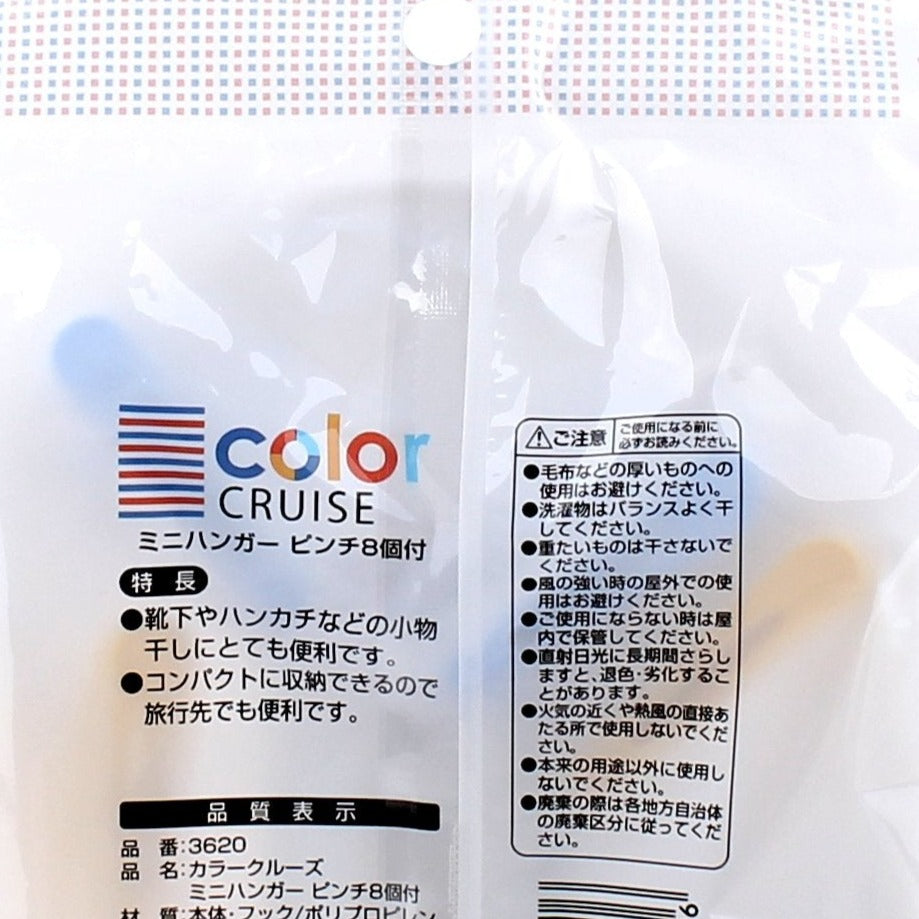 color
CRUISE
ミニハンガー ピンチ8個付
特長
●靴下やハンカチなどの小物
干しにとても便利です。
●コンパクトに収納できるので
旅行先でも便利です。
品質表示
品 番:3620
品 名:カラークルーズ
ミニハンガー ピンチ8個付
材 質:本体・フック/ポリプロピレン
ご注意
ご使用になる前に
必ずお読みください。
●毛布などの厚いものへの
使用はお避けください。
●洗濯物はバランスよく干
してください。
●重たいものは干さないで
ください。
●風の強い時の屋外での使
用はお避けください。
●ご使用にならない時は屋
内で保管してください。
●直射日光に長期間さらし
ますと、退色・劣化するこ
とがあります。
●火気の近くや熱風の直接あ
たる所で使用しないでくだ
さい。
●本来の用途以外に使用し
ないでください。
●廃棄の際は各地方自治体
の廃棄区分に従ってくだ
さい。